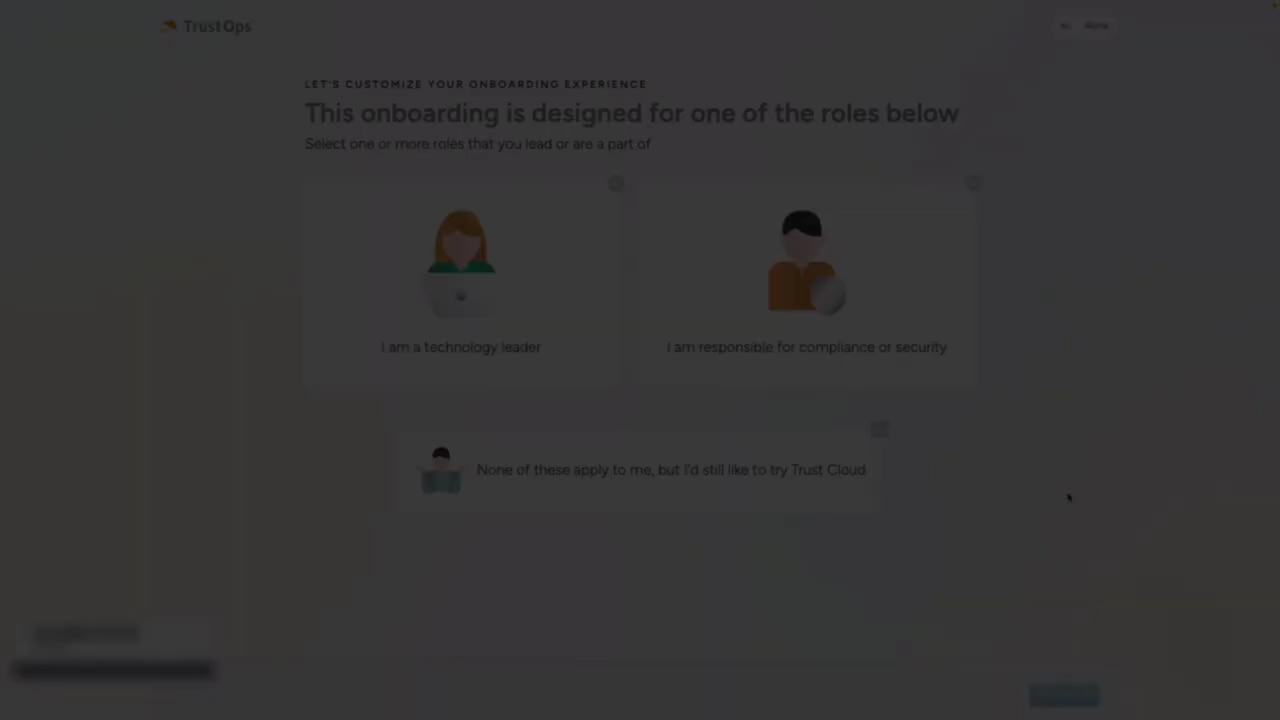 TrustOps
LET'S CUSTOMIZE YOUR ONBOARDING EXPERIENCE
This onboarding is designed for one of the roles below
Select one or more roles that you lead or are a part of
I am a technology leader
I am responsible for compliance or security
None of these apply to me, but I'd still like to try Trust Cloud